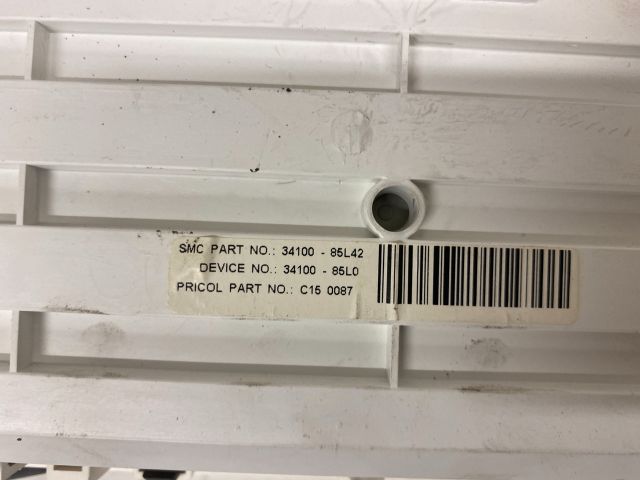 SMC PART NO.: 34100 - 85L42
DEVICE NO.: 34100 - 85L0
PRICOL PART NO.: C15 0087